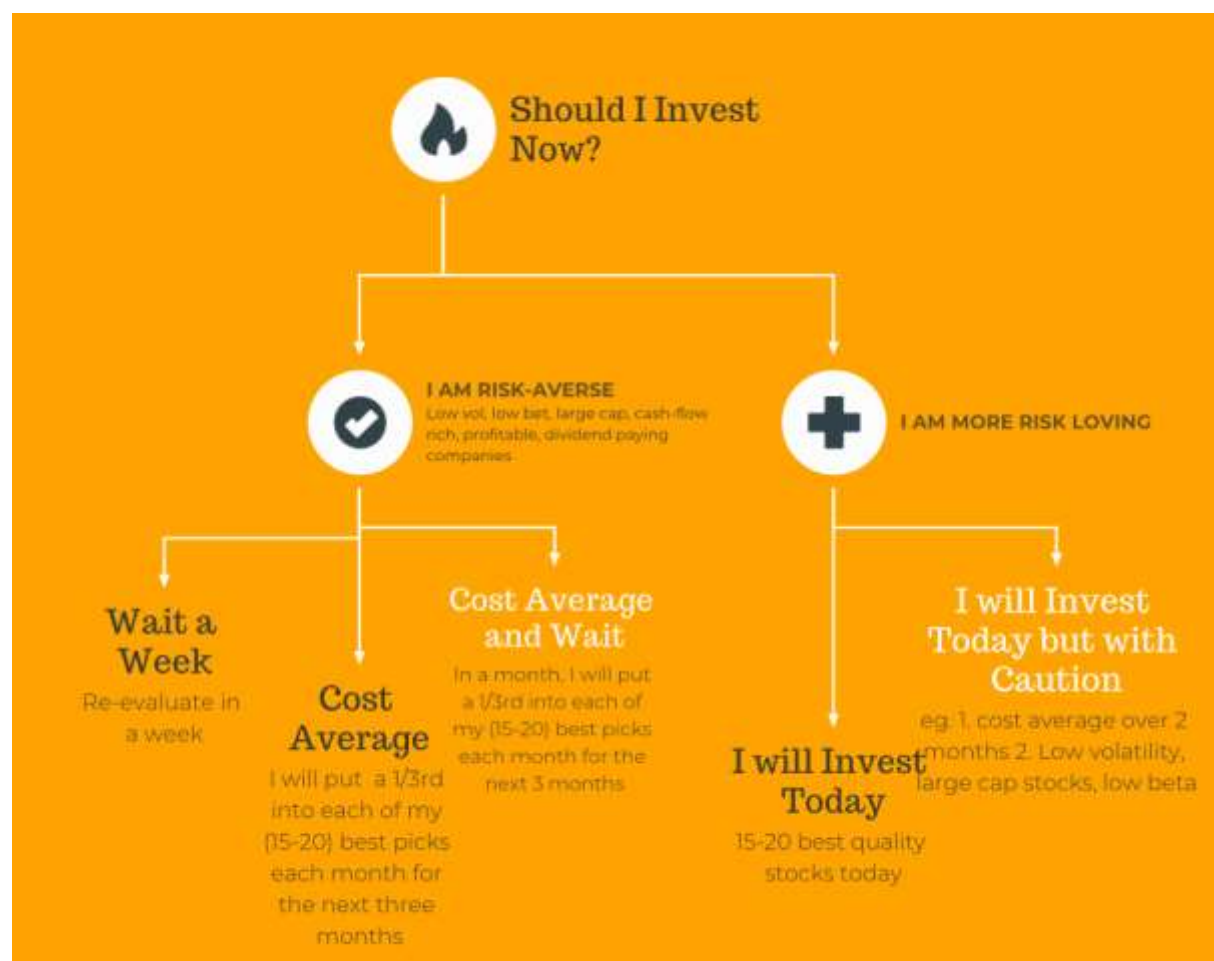 Should I Invest
Now?
I AM RISK-AVERSE
Low vol, low bet, large cap, cash-flow
rich, profitable, dividend paying
companies
I AM MORE RISK LOVING
Wait a
Week
Re-evaluate in
a week
Cost
Average
I will put a 1/3rd
into each of my
(15-20) best picks
each month for
the next three
months
Cost Average
and Wait
In a month, I will put
a 1/3rd into each of
my (15-20) best picks
each month for the
next 3 months
I will Invest
Today
15-20 best quality
stocks today
I will Invest
Today but with
Caution
eg: 1. cost average over 2
months 2. Low volatility,
large cap stocks, low beta